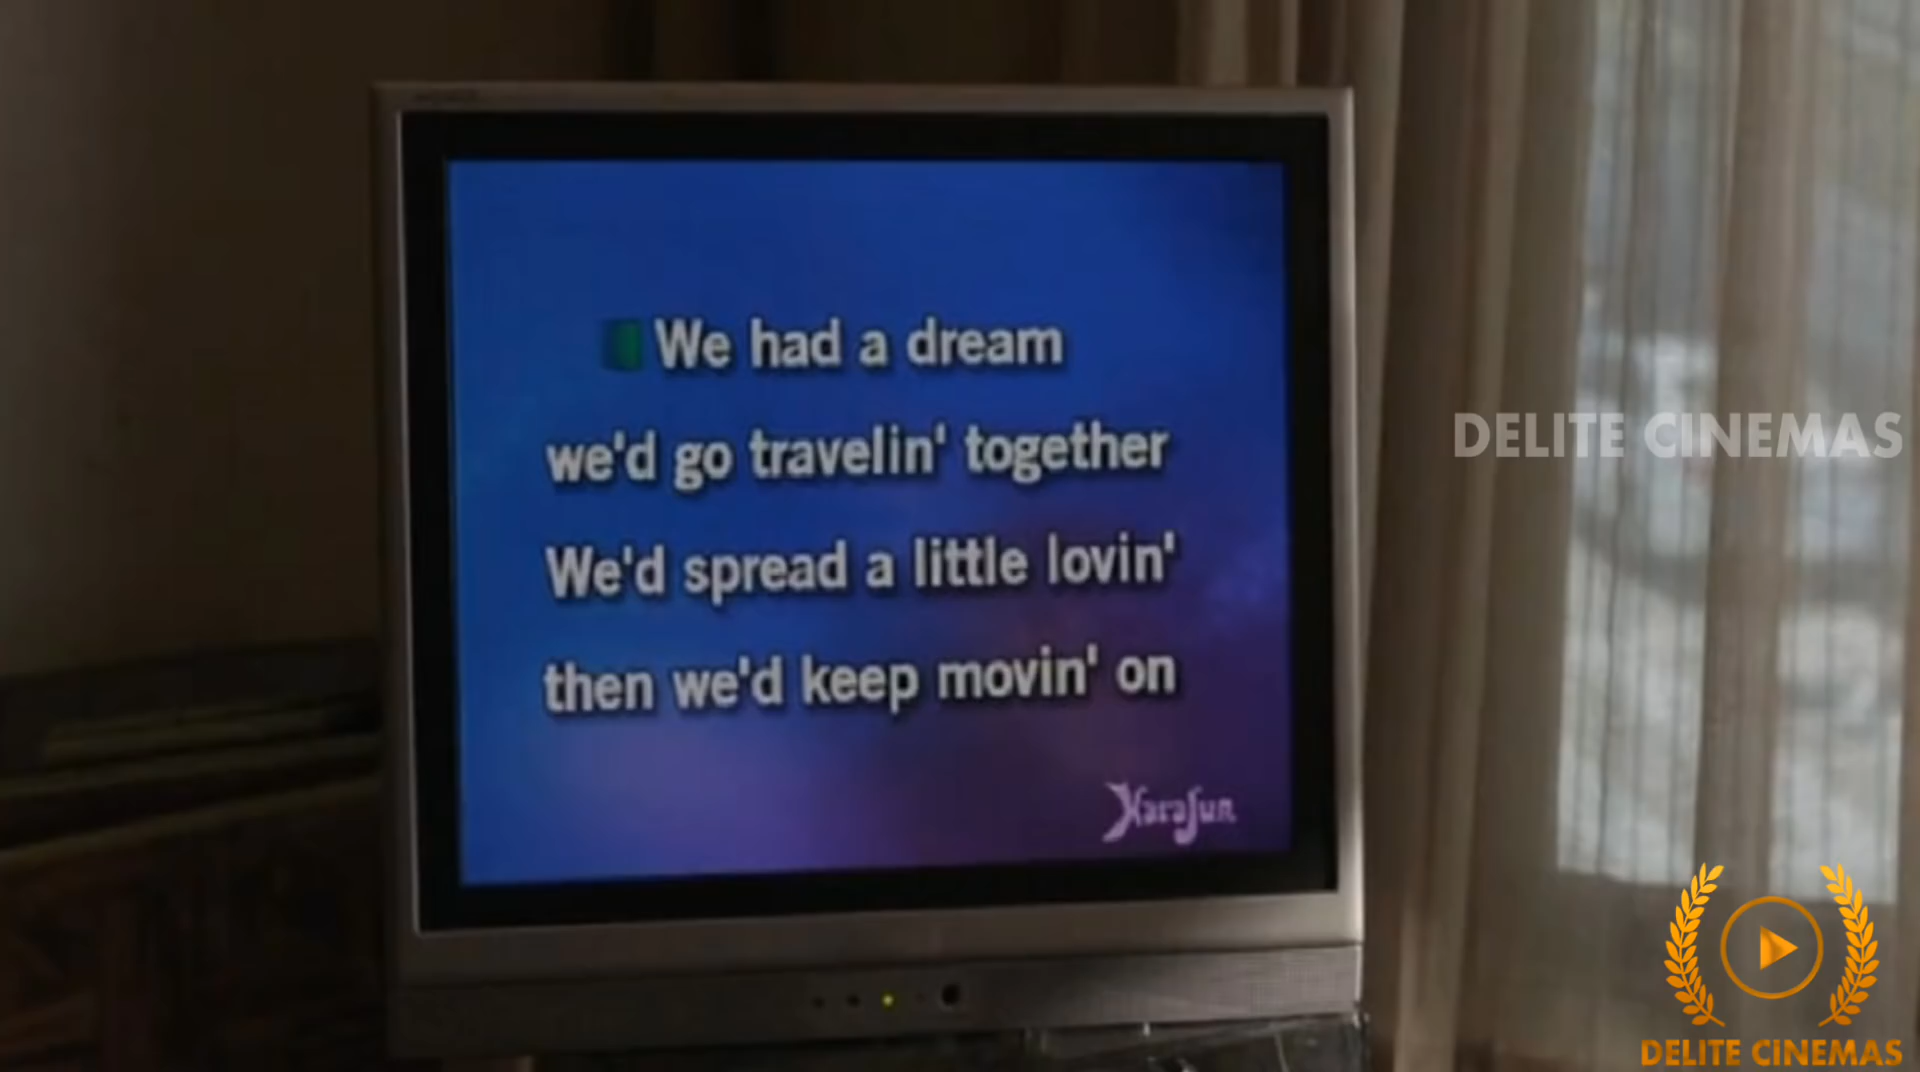 We had a dream
we'd go travelin' together
We'd spread a little lovin'
then we'd keep movin' on
KaraFun
DELITE CINEMAS
DELITE CINEMAS